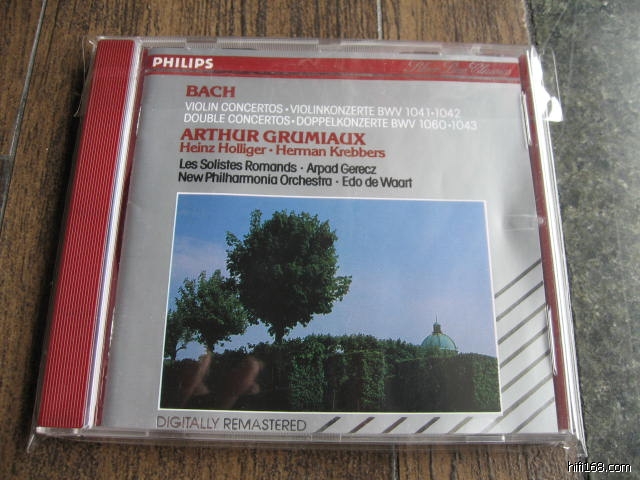 PHILIPS
BACH
VIOLIN CONCERTOS · VIOLINKONZERTE BWV 1041 · 1042
DOUBLE CONCERTOS · DOPPELKONZERTE BWV 1060 · 1043
ARTHUR GRUMIAUX
Heinz Holliger · Herman Krebbers
Les Solistes Romands · Arpad Gerecz
New Philharmonia Orchestra · Edo de Waart
DIGITALLY REMASTERED
hifi168.com